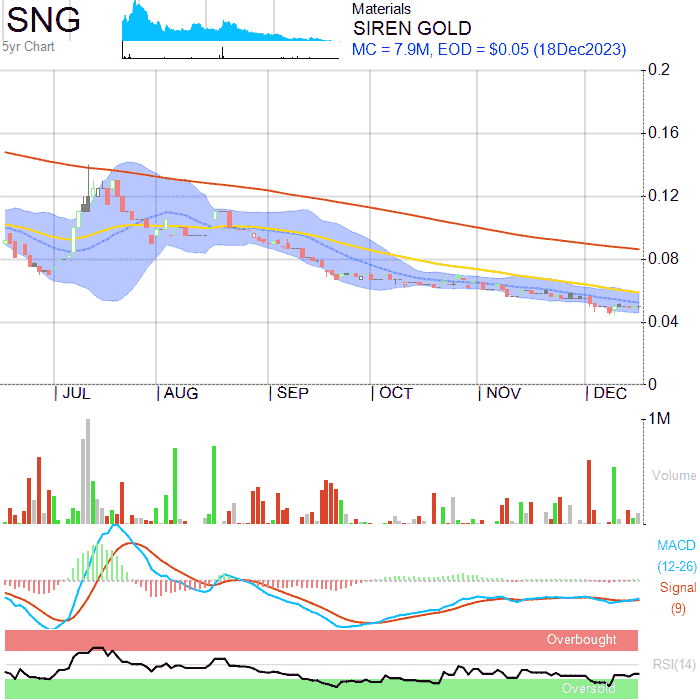 SNG
5yr Chart
Materials
SIREN GOLD
MC = 7.9M, EOD = $0.05 (18Dec2023)
0.2
0.16
0.12
0.08
0.04
0
JUL AUG SEP OCT NOV DEC
1M
Volume
MACD
(12-26)
Signal
(9)
Overbought
RSI(14)
Oversold